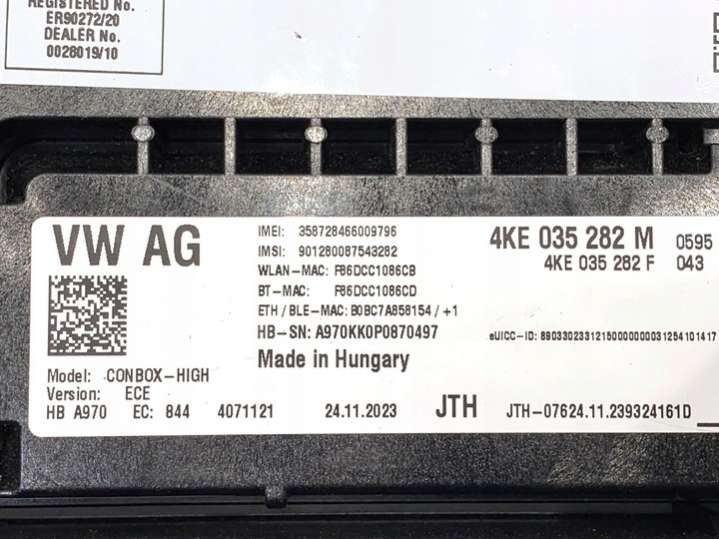 REGISTERED No.
ER90272/20
DEALER No.
0028019/10
VW AG
IMEI: 358728466009796
IMSI: 901280087543282
WLAN-MAC: F86DCC1086CB
BT-MAC: F86DCC1086CD
ETH / BLE-MAC: B0BC7A858154 / +1
HB-SN: A970KK0P0870497
Made in Hungary
4KE 035 282 M 0595
4KE 035 282 F 043
eUICC-ID: 89033023312150000000031254101417
Model: CONBOX-HIGH
Version: ECE
HB A970 EC: 844 4071121 24.11.2023 JTH JTH-07624.11.239324161D